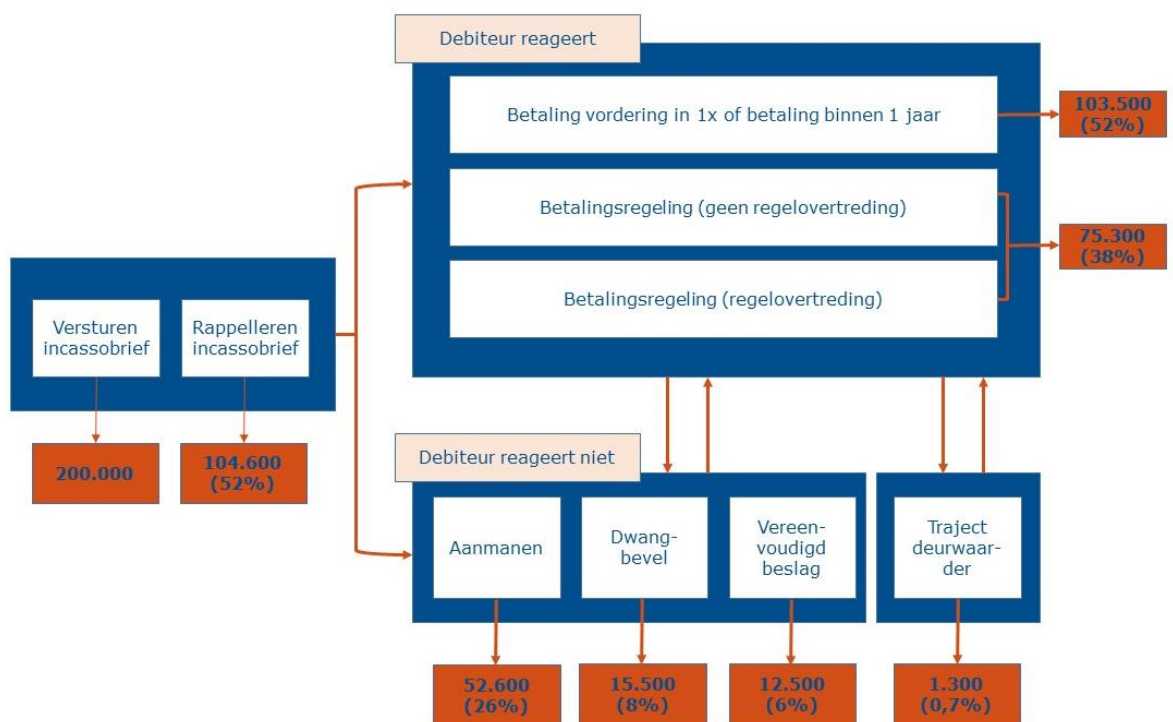 Debiteur reageert
Betaling vordering in 1x of betaling binnen 1 jaar
103.500
(52%)
Betalingsregeling (geen regelovertreding)
75.300
(38%)
Betalingsregeling (regelovertreding)
Versturen
incassobrief
Rappelleren
incassobrief
200.000
104.600
(52%)
Debiteur reageert niet
Aanmanen
Dwang-
bevel
Vereen-
voudigd
beslag
Traject
deurwaar-
der
52.600
(26%)
15.500
(8%)
12.500
(6%)
1.300
(0,7%)